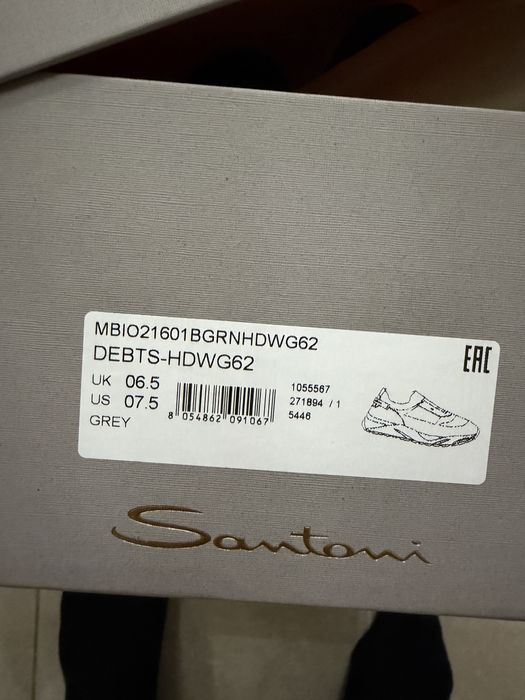 MBIO21601BGRNHDWG62
DEBTS-HDWG62
EAC
UK 06.5
US 07.5
GREY
8 054862 091067
1055567
271894 / 1
5446
Santoni